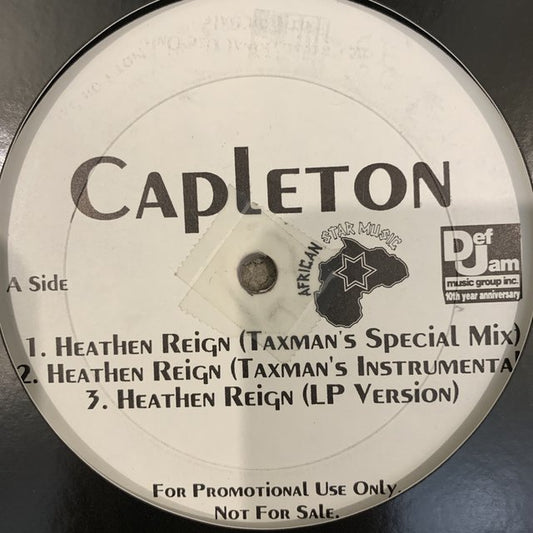 Capleton
AFRICAN STAR MUSIC
Def
Jam
music group inc.
10th year anniversary
A Side
1. Heathen Reign (Taxman's Special Mix)
2. Heathen Reign (Taxman's Instrumental
3. Heathen Reign (LP Version)
For Promotional Use Only.
Not For Sale.